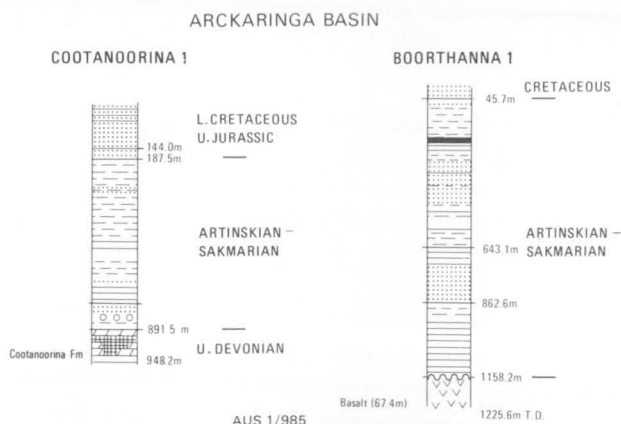 ARCKARINGA BASIN
COOTANOORINA 1
L.CRETACEOUS
U.JURASSIC
144.0m
187.5m
ARTINSKIAN –
SAKMARIAN
891.5 m
U. DEVONIAN
Cootanoorina Fm
948.2m
BOORTHANNA 1
CRETACEOUS
45.7m
ARTINSKIAN –
SAKMARIAN
643.1m
862.6m
1158.2m
Basalt (67.4m)
1225.6m T.D.
AUS 1/985